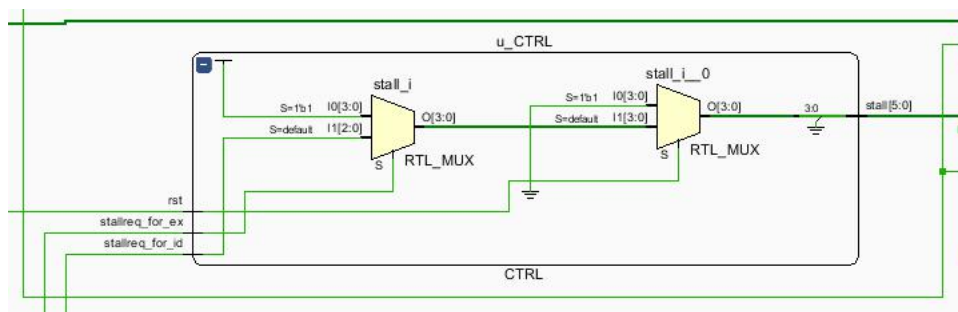 u_CTRL
stall_i
stall_i__0
S=1'b1 I0[3:0]
S=default I1[2:0]
O[3:0]
S
RTL_MUX
S=1'b1 I0[3:0]
S=default I1[3:0]
O[3:0]
S
RTL_MUX
3:0
stall[5:0]
rst
stallreq_for_ex
stallreq_for_id
CTRL